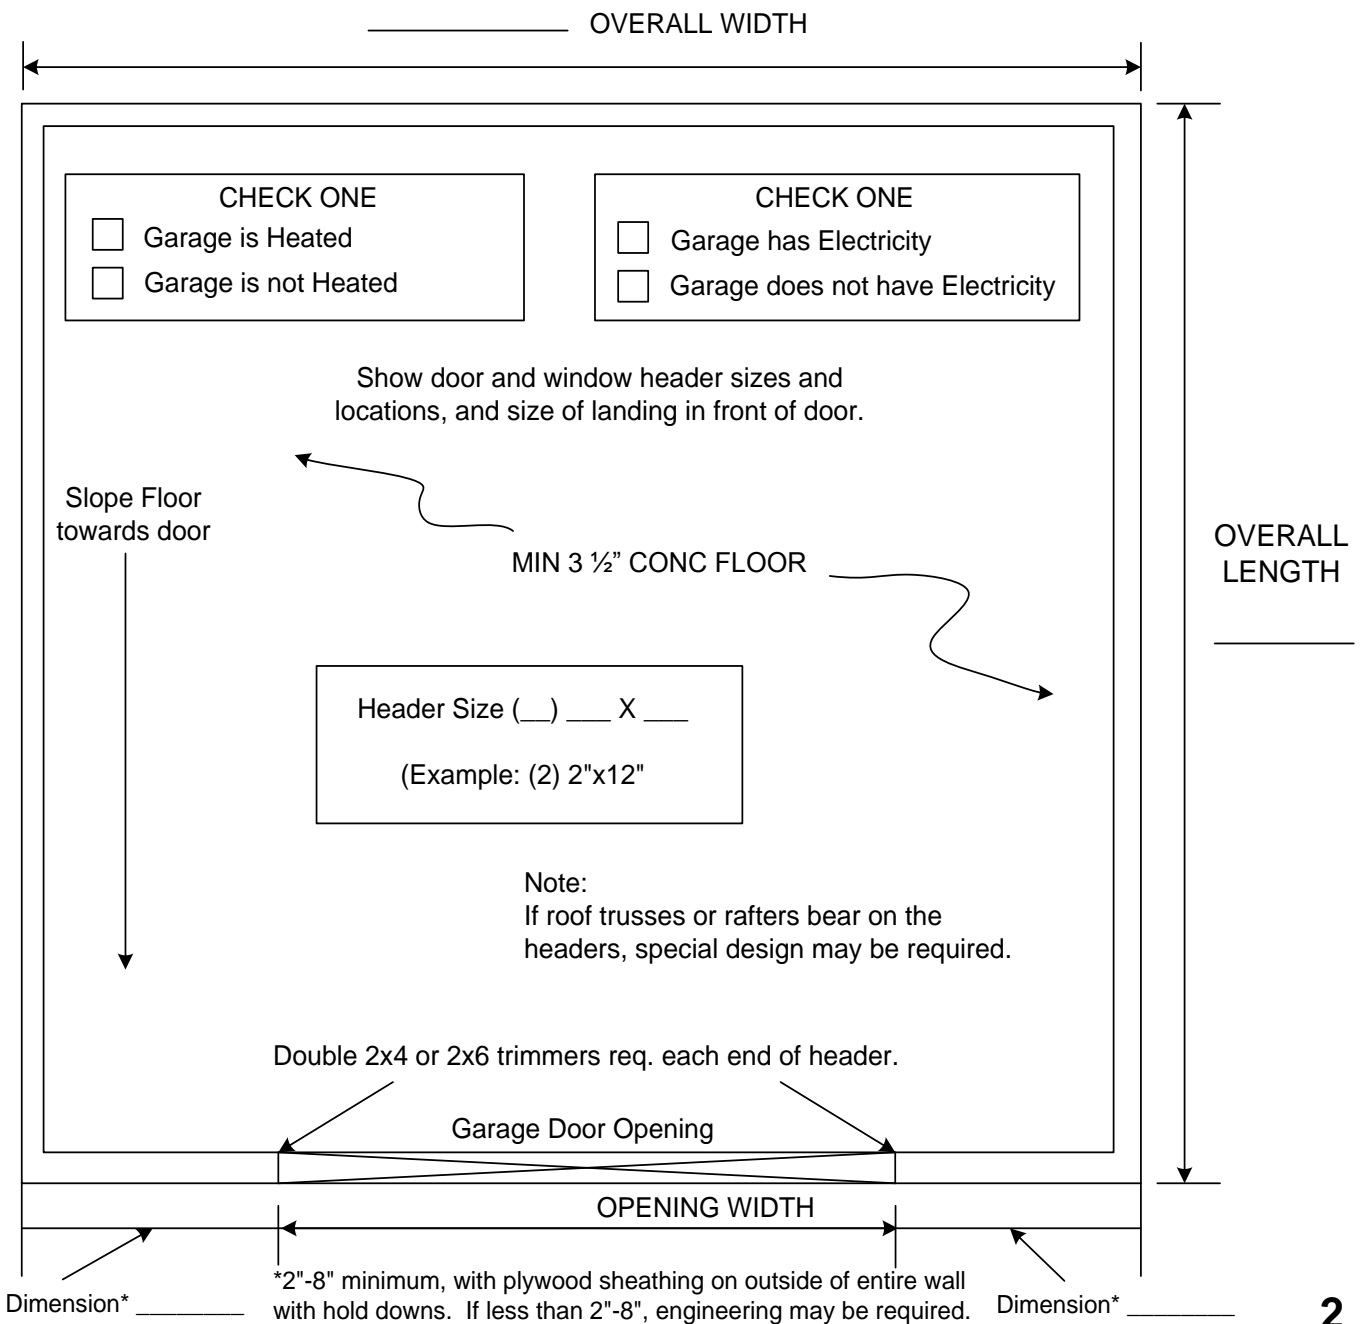 ________ OVERALL WIDTH
CHECK ONE
Garage is Heated
Garage is not Heated
CHECK ONE
Garage has Electricity
Garage does not have Electricity
Show door and window header sizes and
locations, and size of landing in front of door.
Slope Floor
towards door
MIN 3 ½” CONC FLOOR
OVERALL
LENGTH
________
Header Size (__) ___ X ___
(Example: (2) 2"x12"
Note:
If roof trusses or rafters bear on the
headers, special design may be required.
Double 2x4 or 2x6 trimmers req. each end of header.
Garage Door Opening
OPENING WIDTH
Dimension* ________
*2"-8" minimum, with plywood sheathing on outside of entire wall
with hold downs.  If less than 2"-8", engineering may be required.
Dimension* ________
2